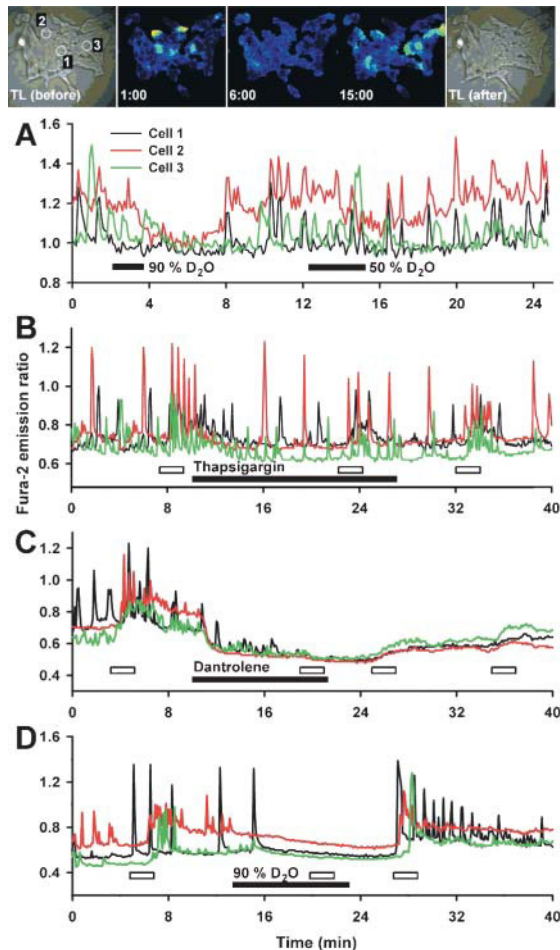 2
3
1
TL (before)
1:00
6:00
15:00
TL (after)
A
Cell 1
Cell 2
Cell 3
1.6
1.4
1.2
1.0
0.8
90 % D2O
50 % D2O
0 4 8 12 16 20 24
B
1.2
1.0
0.8
0.6
Thapsigargin
0 8 16 24 32 40
Fura-2 emission ratio
C
1.2
1.0
0.8
0.6
0.4
Dantrolene
0 8 16 24 32 40
D
1.6
1.2
0.8
0.4
90 % D2O
0 8 16 24 32 40
Time (min)